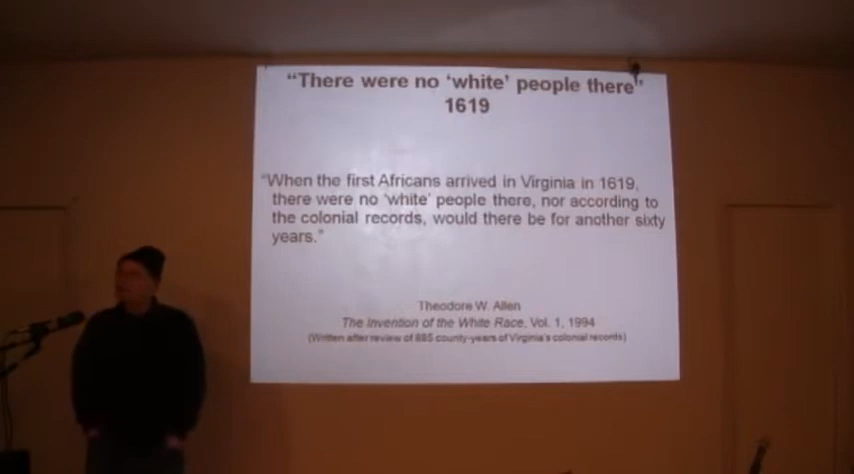 “There were no ‘white’ people there”
1619
“When the first Africans arrived in Virginia in 1619,
there were no ‘white’ people there, nor according to
the colonial records, would there be for another sixty
years.”
Theodore W. Allen
The Invention of the White Race, Vol. 1, 1994
(Written after review of 885 county-years of Virginia’s colonial records)